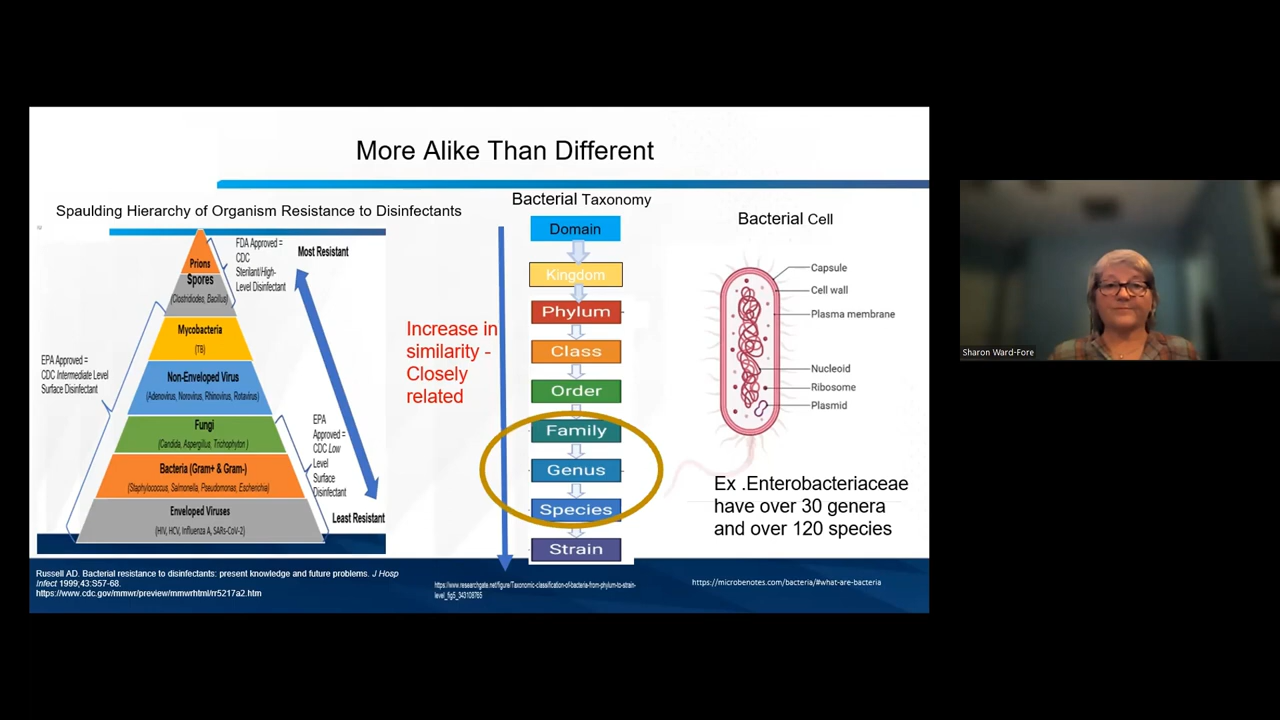 More Alike Than Different
Spaulding Hierarchy of Organism Resistance to Disinfectants
Prions
Spores
(Clostridiodes, Bacillus)
Mycobacteria
(TB)
Non-Enveloped Virus
(Adenovirus, Norovirus, Rhinovirus, Rotavirus)
Fungi
(Candida, Aspergillus, Trichophyton )
Bacteria (Gram+ & Gram-)
(Staphylococcus, Salmonella, Pseudomonas, Escherichia)
Enveloped Viruses
(HIV, HCV, Influenza A, SARs-CoV-2)
FDA Approved =
CDC
Sterilant/High-
Level Disinfectant
Most Resistant
EPA Approved =
CDC Intermediate Level
Surface Disinfectant
EPA
Approved=
CDC Low
Level
Surface
Disinfectant
Least Resistant
Russell AD. Bacterial resistance to disinfectants: present knowledge and future problems. J Hosp
Infect 1999;43:S57-68.
https://www.cdc.gov/mmwr/preview/mmwrhtml/rr5217a2.htm
Bacterial Taxonomy
Increase in
similarity -
Closely
related
Domain
Kingdom
Phylum
Class
Order
Family
Genus
Species
Strain
https://www.researchgate.net/figure/Taxonomic-classification-of-bacteria-from-phylum-to-strain-
level_fig5_343108765
Bacterial Cell
Capsule
Cell wall
Plasma membrane
Nucleoid
Ribosome
Plasmid
Ex .Enterobacteriaceae
have over 30 genera
and over 120 species
https://microbenotes.com/bacteria/#what-are-bacteria
Sharon Ward-Fore